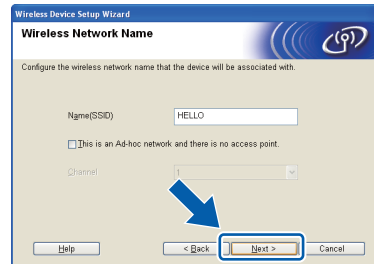 Wireless Device Setup Wizard
Wireless Network Name
Configure the wireless network name that the device will be associated with.
Name(SSID) HELLO
This is an Ad-hoc network and there is no access point.
Channel 1
Help < Back Next > Cancel